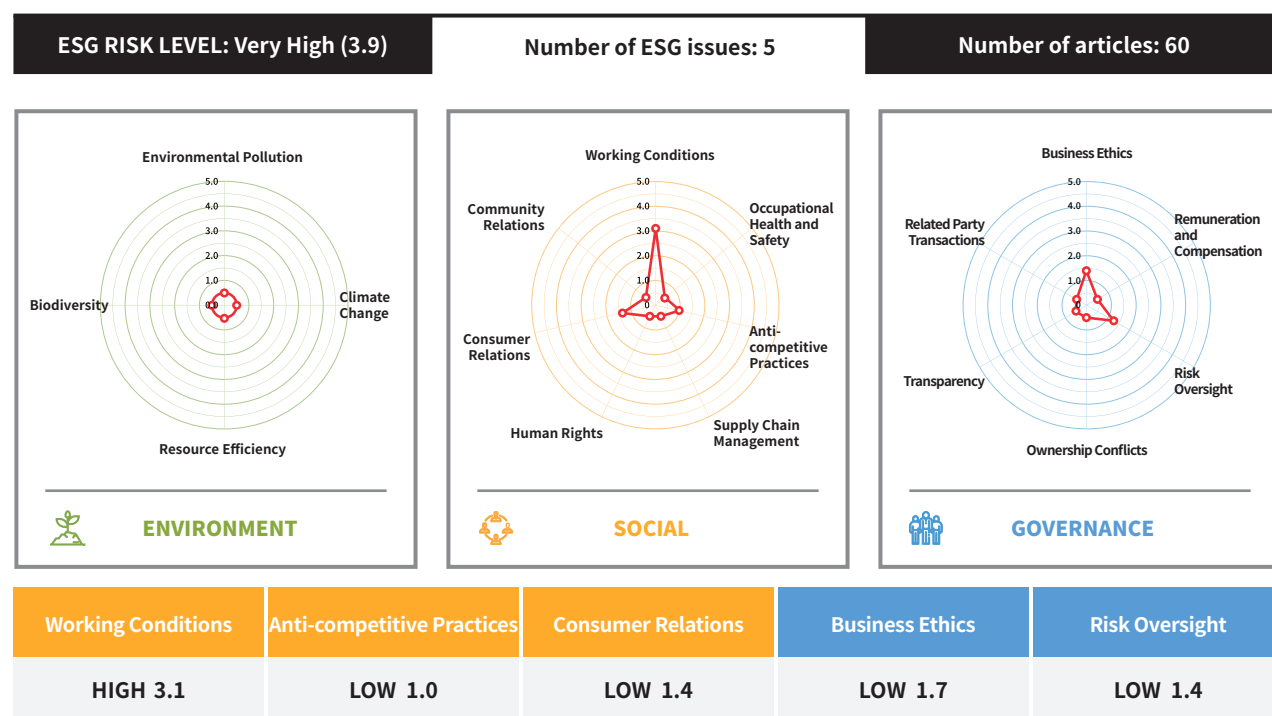 ESG RISK LEVEL: Very High (3.9)
Number of ESG issues: 5
Number of articles: 60
Environmental Pollution
5.0
4.0
3.0
2.0
1.0
0.0
Biodiversity
Climate
Change
Resource Efficiency
ENVIRONMENT
Working Conditions
5.0
4.0
3.0
2.0
1.0
0
Community
Relations
Occupational
Health and
Safety
Consumer
Relations
Anti-
competitive
Practices
Human Rights
Supply Chain
Management
SOCIAL
Business Ethics
5.0
4.0
3.0
2.0
1.0
0
Related Party
Transactions
Remuneration
and
Compensation
Transparency
Risk
Oversight
Ownership Conflicts
GOVERNANCE
Working Conditions
Anti-competitive Practices
Consumer Relations
Business Ethics
Risk Oversight
HIGH 3.1
LOW 1.0
LOW 1.4
LOW 1.7
LOW 1.4